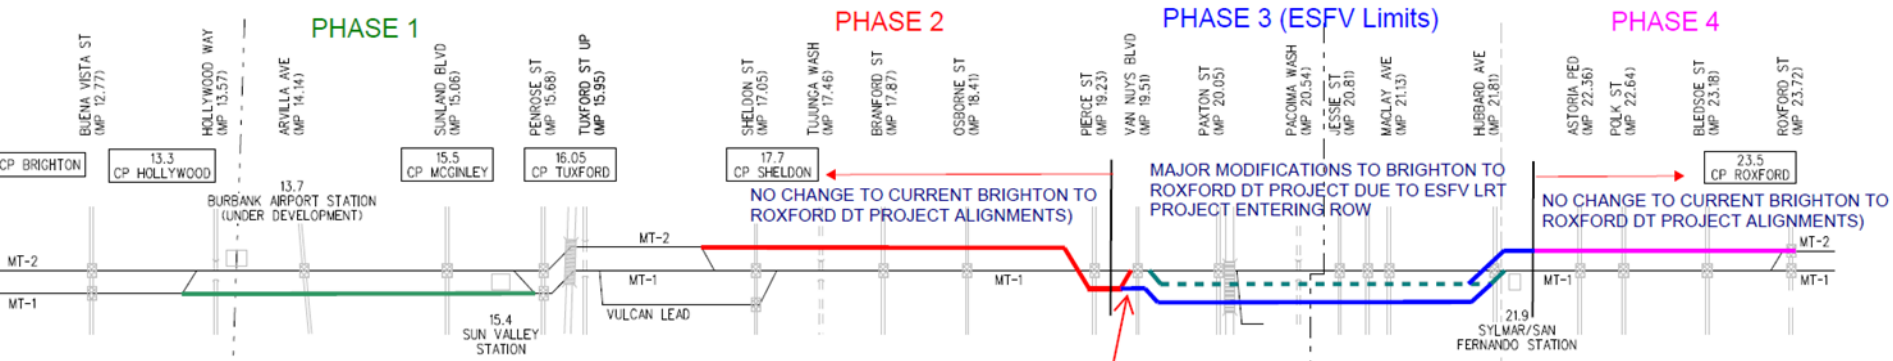 PHASE 1
PHASE 2
PHASE 3 (ESFV Limits)
PHASE 4
BUENA VISTA ST
(MP 12.77)
HOLLYWOOD WAY
(MP 13.57)
ARVILLA AVE
(MP 14.14)
SUNLAND BLVD
(MP 15.06)
PENROSE ST
(MP 15.68)
TUXFORD ST UP
(MP 15.95)
SHELDON ST
(MP 17.05)
TUJUNGA WASH
(MP 17.46)
BRANFORD ST
(MP 17.87)
OSBORNE ST
(MP 18.41)
PIERCE ST
(MP 19.23)
VAN NUYS BLVD
(MP 19.51)
PAXTON ST
(MP 20.05)
PACOIMA WASH
(MP 20.54)
JESSIE ST
(MP 20.81)
MACLAY AVE
(MP 21.13)
HUBBARD AVE
(MP 21.81)
ASTORIA PED
(MP 22.36)
POLK ST
(MP 22.64)
BLEDSOE ST
(MP 23.18)
ROXFORD ST
(MP 23.72)
CP BRIGHTON
13.3
CP HOLLYWOOD
15.5
CP MCGINLEY
16.05
CP TUXFORD
17.7
CP SHELDON
23.5
CP ROXFORD
13.7
BURBANK AIRPORT STATION
(UNDER DEVELOPMENT)
NO CHANGE TO CURRENT BRIGHTON TO
ROXFORD DT PROJECT ALIGNMENTS)
MAJOR MODIFICATIONS TO BRIGHTON TO
ROXFORD DT PROJECT DUE TO ESFV LRT
PROJECT ENTERING ROW
NO CHANGE TO CURRENT BRIGHTON TO
ROXFORD DT PROJECT ALIGNMENTS)
MT-2
MT-1
MT-2
MT-1
MT-1
MT-2
MT-1
MT-1
VULCAN LEAD
15.4
SUN VALLEY
STATION
21.9
SYLMAR/SAN
FERNANDO STATION